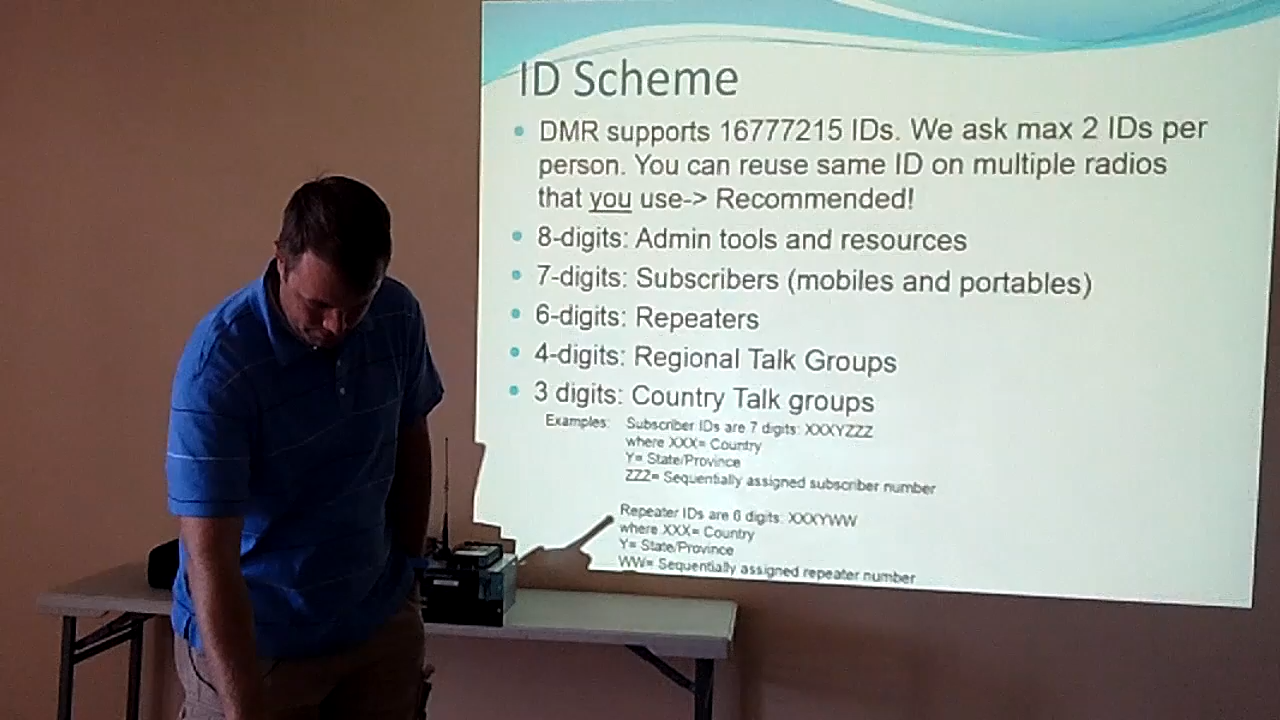 ID Scheme
• DMR supports 16777215 IDs. We ask max 2 IDs per
person. You can reuse same ID on multiple radios
that you use-> Recommended!
• 8-digits: Admin tools and resources
• 7-digits: Subscribers (mobiles and portables)
• 6-digits: Repeaters
• 4-digits: Regional Talk Groups
• 3 digits: Country Talk groups
Examples: Subscriber IDs are 7 digits: XXXYZZZ
where XXX= Country
Y= State/Province
ZZZ= Sequentially assigned subscriber number
Repeater IDs are 6 digits: XXXYWW
where XXX= Country
Y= State/Province
WW= Sequentially assigned repeater number